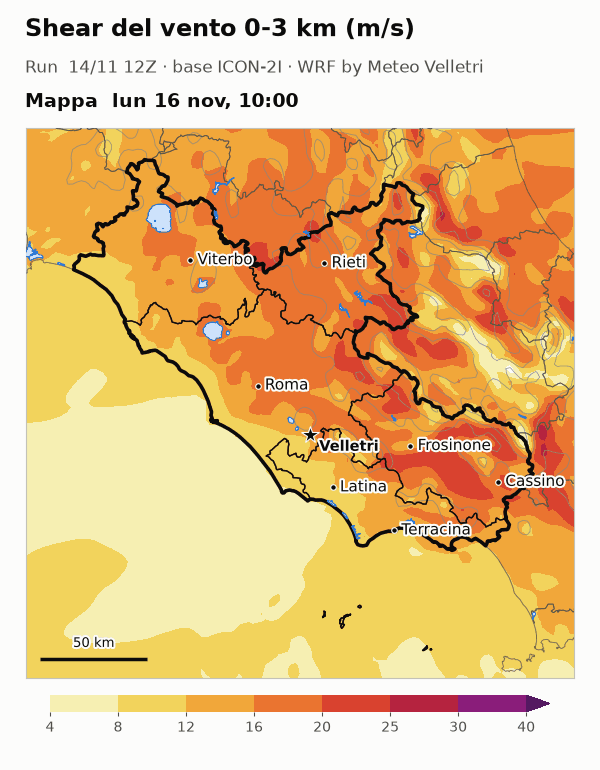 Shear del vento 0-3 km (m/s)
Run 14/11 12Z · base ICON-2I · WRF by Meteo Velletri
Mappa lun 16 nov, 10:00
Viterbo
Rieti
Roma
Velletri
Frosinone
Latina
Cassino
Terracina
50 km
4 8 12 16 20 25 30 40